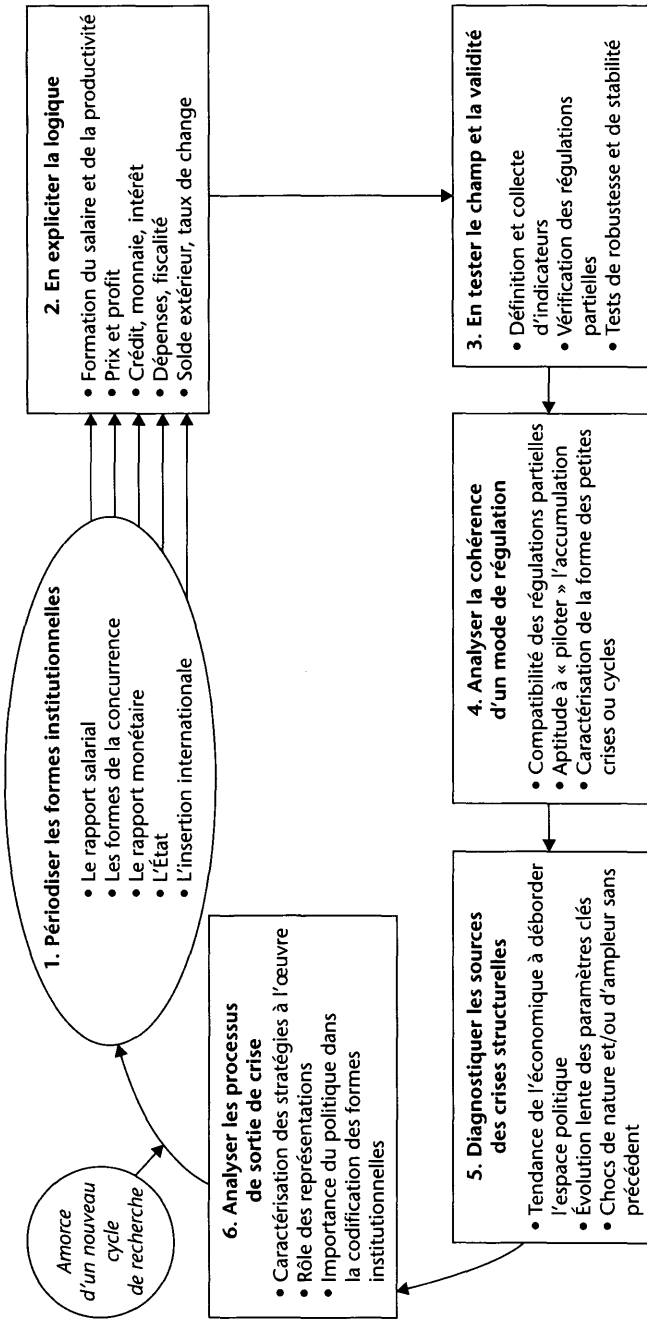 1. Périodiser les formes institutionnelles
• Le rapport salarial
• Les formes de la concurrence
• Le rapport monétaire
• L'État
• L'insertion internationale
2. En expliciter la logique
• Formation du salaire et de la productivité
• Prix et profit
• Crédit, monnaie, intérêt
• Dépenses, fiscalité
• Solde extérieur, taux de change
3. En tester le champ et la validité
• Définition et collecte
d'indicateurs
• Vérification des régulations
partielles
• Tests de robustesse et de stabilité
4. Analyser la cohérence
d'un mode de régulation
• Compatibilité des régulations partielles
• Aptitude à « piloter » l'accumulation
• Caractérisation de la forme des petites
crises ou cycles
5. Diagnostiquer les sources
des crises structurelles
• Tendance de l'économique à déborder
l'espace politique
• Évolution lente des paramètres clés
• Chocs de nature et/ou d'ampleur sans
précédent
6. Analyser les processus
de sortie de crise
• Caractérisation des stratégies à l'œuvre
• Rôle des représentations
• Importance du politique dans
la codification des formes
institutionnelles
Amorce
d'un nouveau
cycle
de recherche